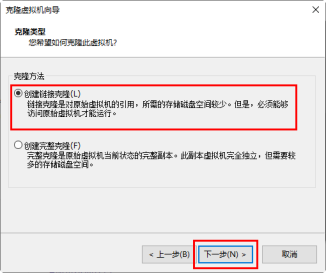 克隆虚拟机向导
克隆类型
您希望如何克隆此虚拟机?
克隆方法
创建链接克隆(L)
链接克隆是对原始虚拟机的引用，所需的存储磁盘空间较少。但是，必须能够
访问原始虚拟机才能运行。
创建完整克隆(F)
完整克隆是原始虚拟机当前状态的完整副本。此副本虚拟机完全独立，但需要较
多的存储磁盘空间。
< 上一步(B) 下一步(N) > 取消